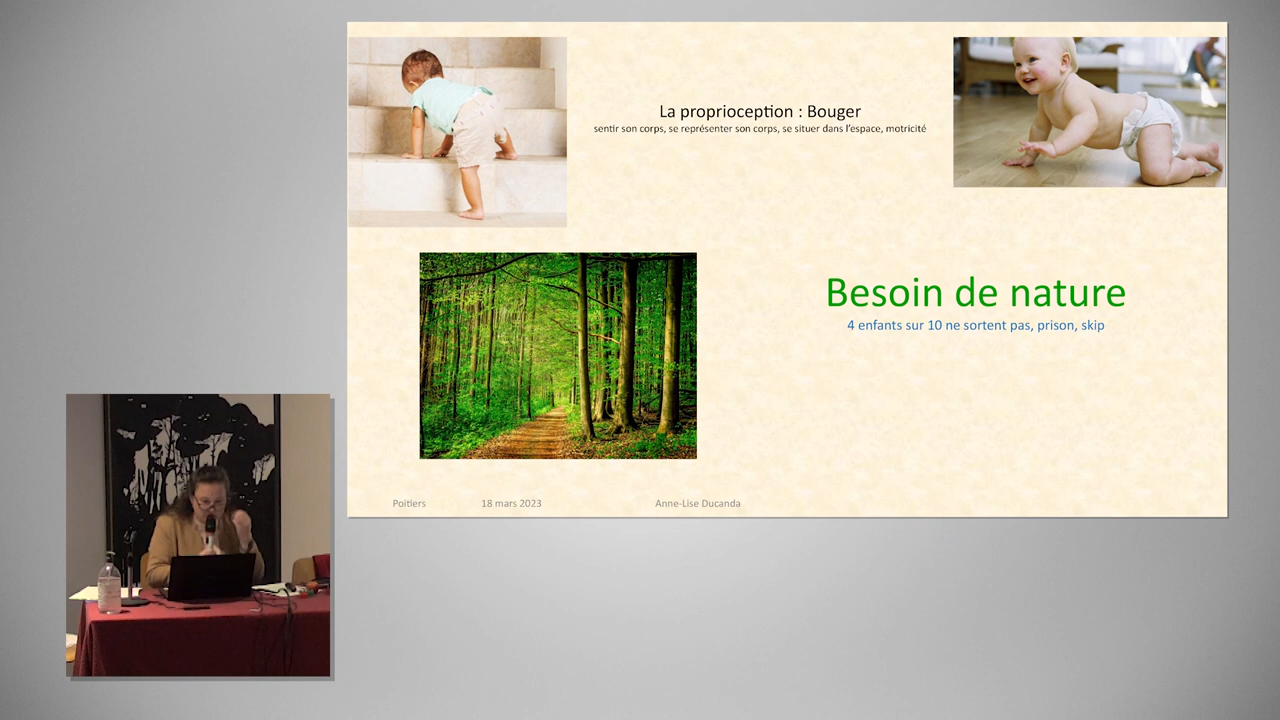 La proprioception : Bouger
sentir son corps, se représenter son corps, se situer dans l’espace, motricité
Besoin de nature
4 enfants sur 10 ne sortent pas, prison, skip
Poitiers 18 mars 2023 Anne-Lise Ducanda